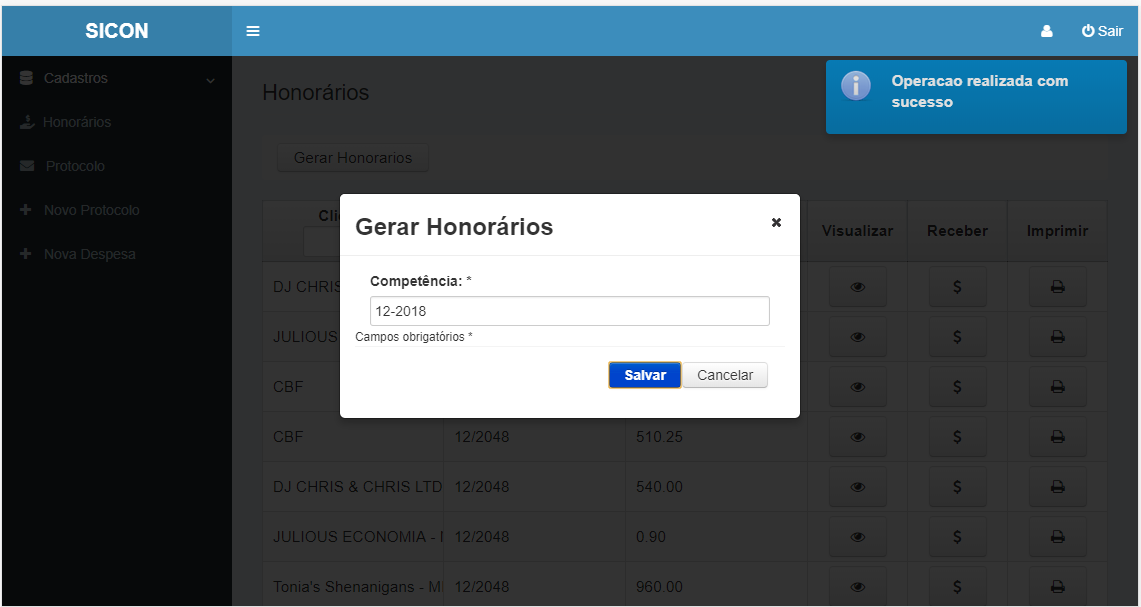 SICON
Sair
Cadastros
Honorários
Protocolo
Novo Protocolo
Nova Despesa
Honorários
Operacao realizada com
sucesso
Gerar Honorarios
Cli
Visualizar Receber Imprimir
Gerar Honorários
Competência: *
12-2018
Campos obrigatórios *
Salvar Cancelar
DJ CHRIS $
JULIOUS $
CBF $
CBF 12/2048 510.25 $
DJ CHRIS & CHRIS LTD 12/2048 540.00 $
JULIOUS ECONOMIA - 12/2048 0.90 $
Tonia's Shenanigans - M 12/2048 960.00 $